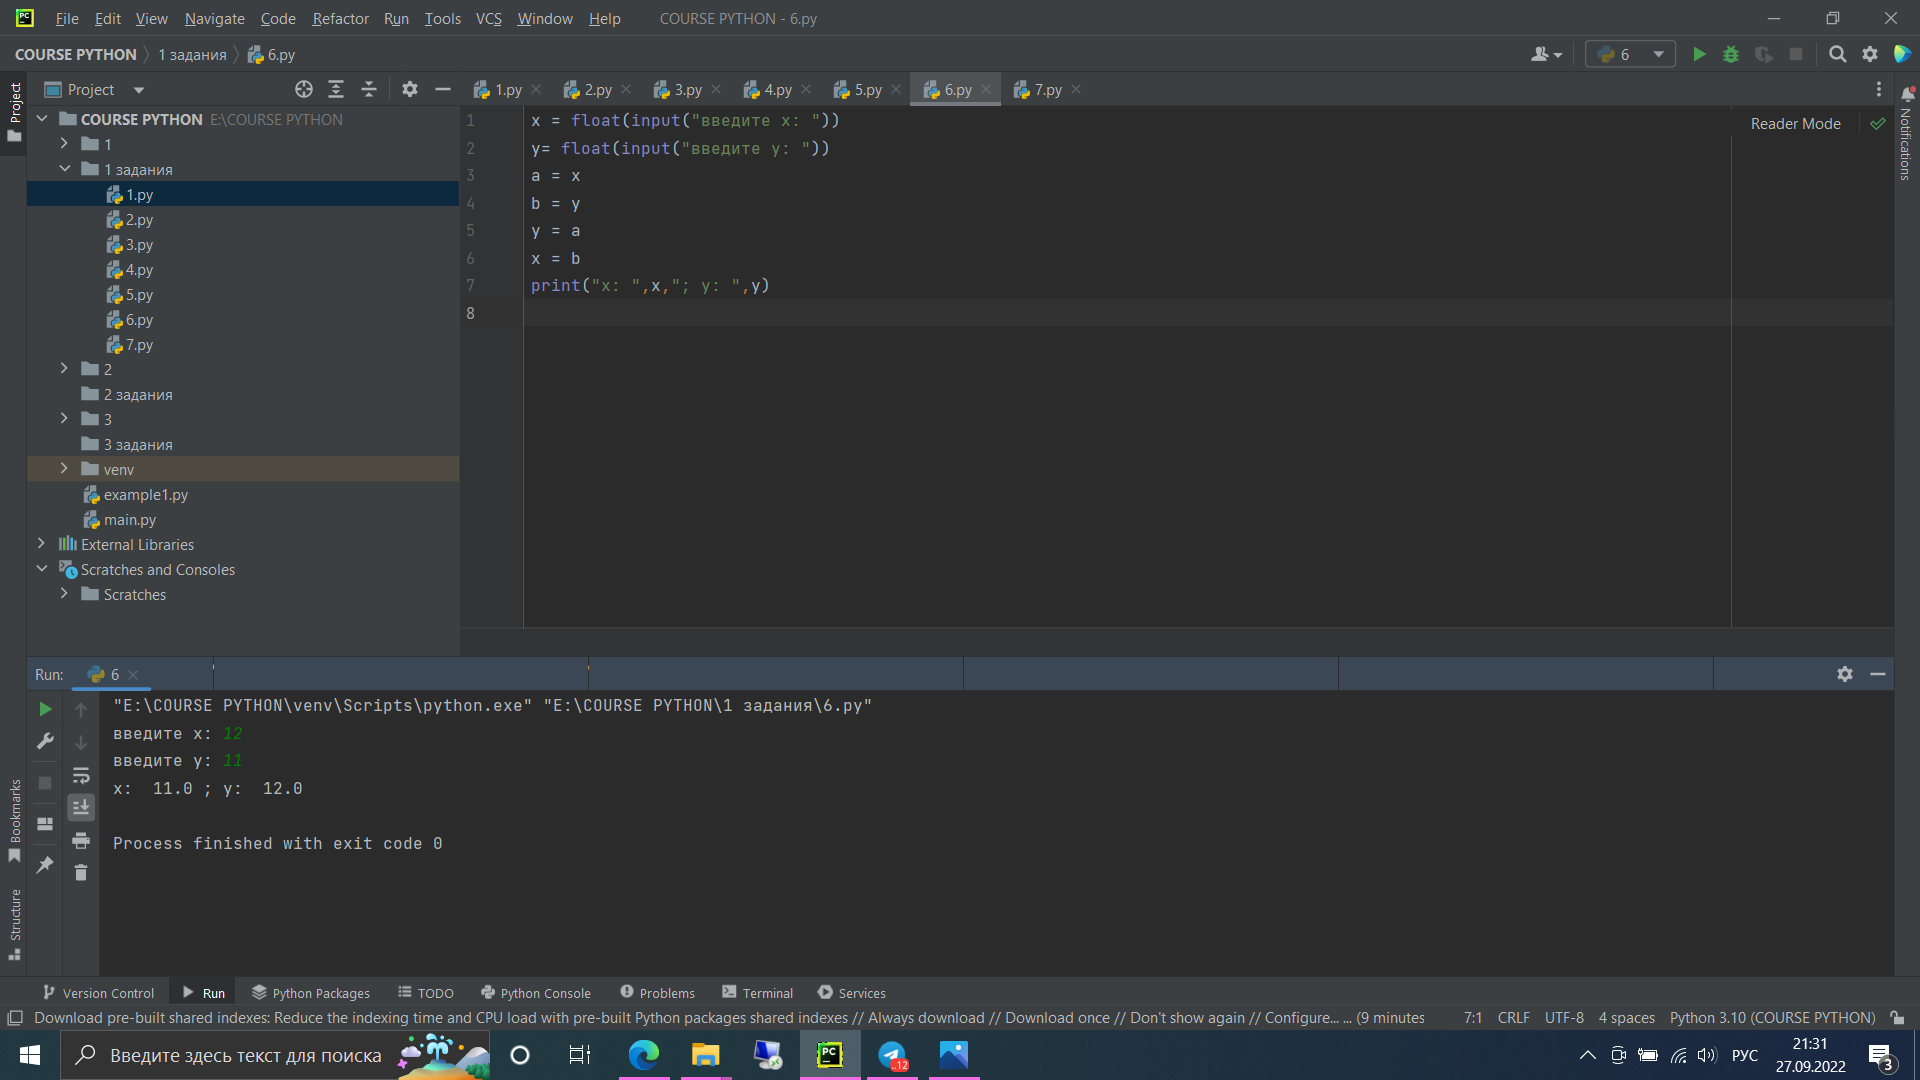 File Edit View Navigate Code Refactor Run Tools VCS Window Help COURSE PYTHON - 6.py
COURSE PYTHON 1 задания 6.py
6
Project
Project
1.py 2.py 3.py 4.py 5.py 6.py 7.py
COURSE PYTHON E:\COURSE PYTHON
1
1 задания
1.py
2.py
3.py
4.py
5.py
6.py
7.py
2
2 задания
3
3 задания
venv
example1.py
main.py
External Libraries
Scratches and Consoles
Scratches
1 x = float(input("введите x: "))
2 y= float(input("введите y: "))
3 a = x
4 b = y
5 y = a
6 x = b
7 print("x: ",x,"; y: ",y)
8
Reader Mode
Notifications
Run: 6
"E:\COURSE PYTHON\venv\Scripts\python.exe" "E:\COURSE PYTHON\1 задания\6.py"
введите x: 12
введите y: 11
x:  11.0 ; y:  12.0
Process finished with exit code 0
Bookmarks
Structure
Version Control Run Python Packages TODO Python Console Problems Terminal Services
Download pre-built shared indexes: Reduce the indexing time and CPU load with pre-built Python packages shared indexes // Always download // Download once // Don't show again // Configure... ... (9 minutes 7:1 CRLF UTF-8 4 spaces Python 3.10 (COURSE PYTHON)
Введите здесь текст для поиска
PC
..12
РУС
21:31
27.09.2022
3